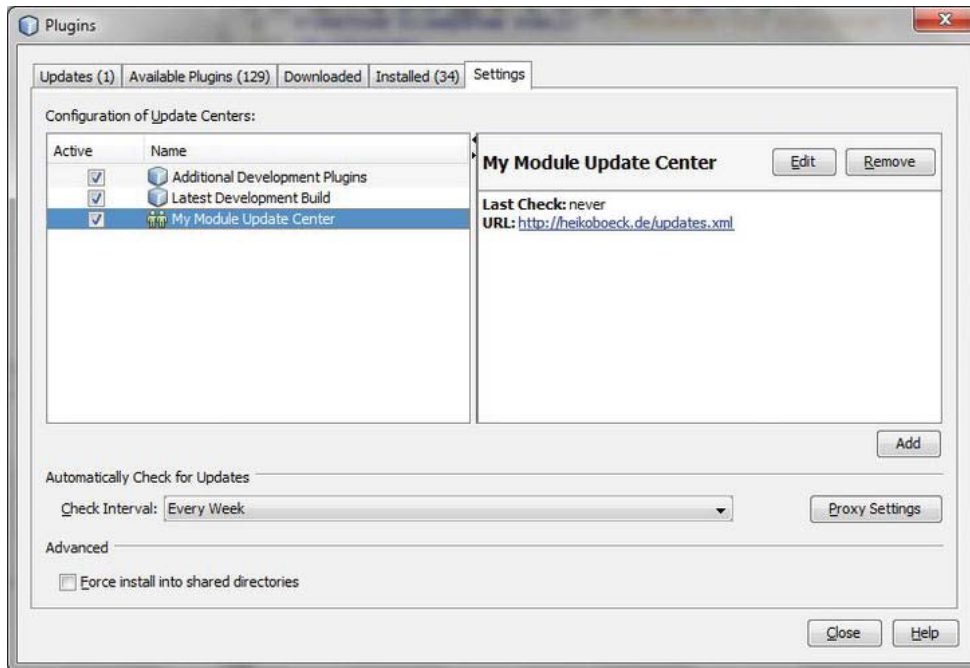 Plugins
Updates (1) Available Plugins (129) Downloaded Installed (34) Settings
Configuration of Update Centers:
Active Name
Additional Development Plugins
Latest Development Build
My Module Update Center
My Module Update Center Edit Remove
Last Check: never
URL: http://heikoboeck.de/updates.xml
Add
Automatically Check for Updates
Check Interval: Every Week Proxy Settings
Advanced
Force install into shared directories
Close Help